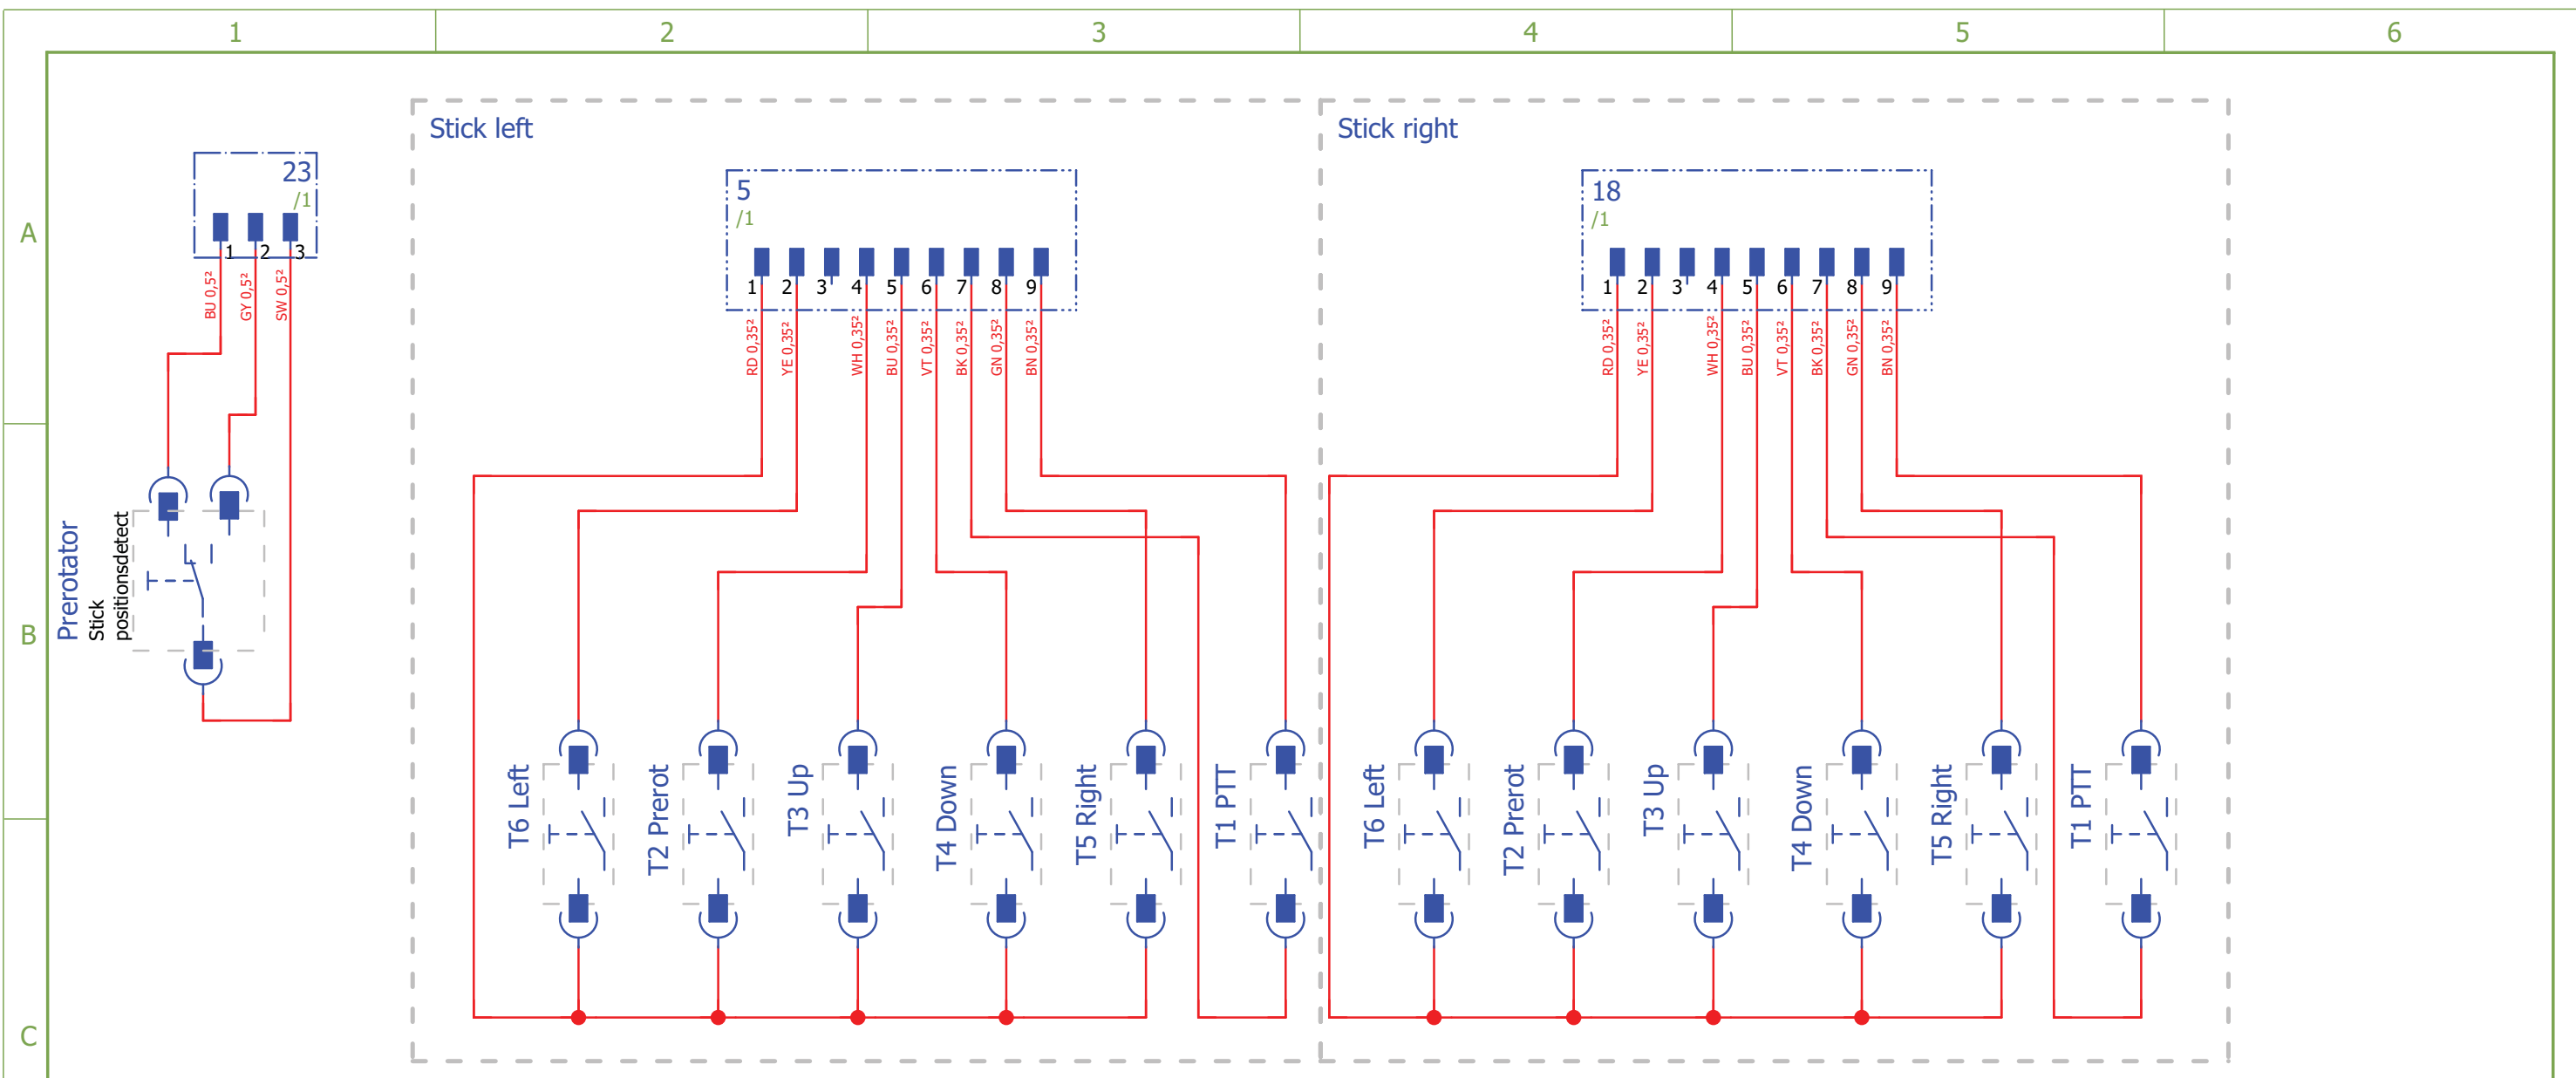 1
2
3
4
5
6
A
B
C
23
/1
1
2
3
BU 0,5²
GY 0,5²
SW 0,5²
Prerotator
Stick
positionsdetect
Stick left
5
/1
1
2
3
4
5
6
7
8
9
RD 0,35²
YE 0,35²
WH 0,35²
BU 0,35²
VT 0,35²
BK 0,35²
GN 0,35²
BN 0,35²
T6 Left
T2 Prerot
T3 Up
T4 Down
T5 Right
T1 PTT
Stick right
18
/1
1
2
3
4
5
6
7
8
9
RD 0,35²
YE 0,35²
WH 0,35²
BU 0,35²
VT 0,35²
BK 0,35²
GN 0,35²
BN 0,35²
T6 Left
T2 Prerot
T3 Up
T4 Down
T5 Right
T1 PTT